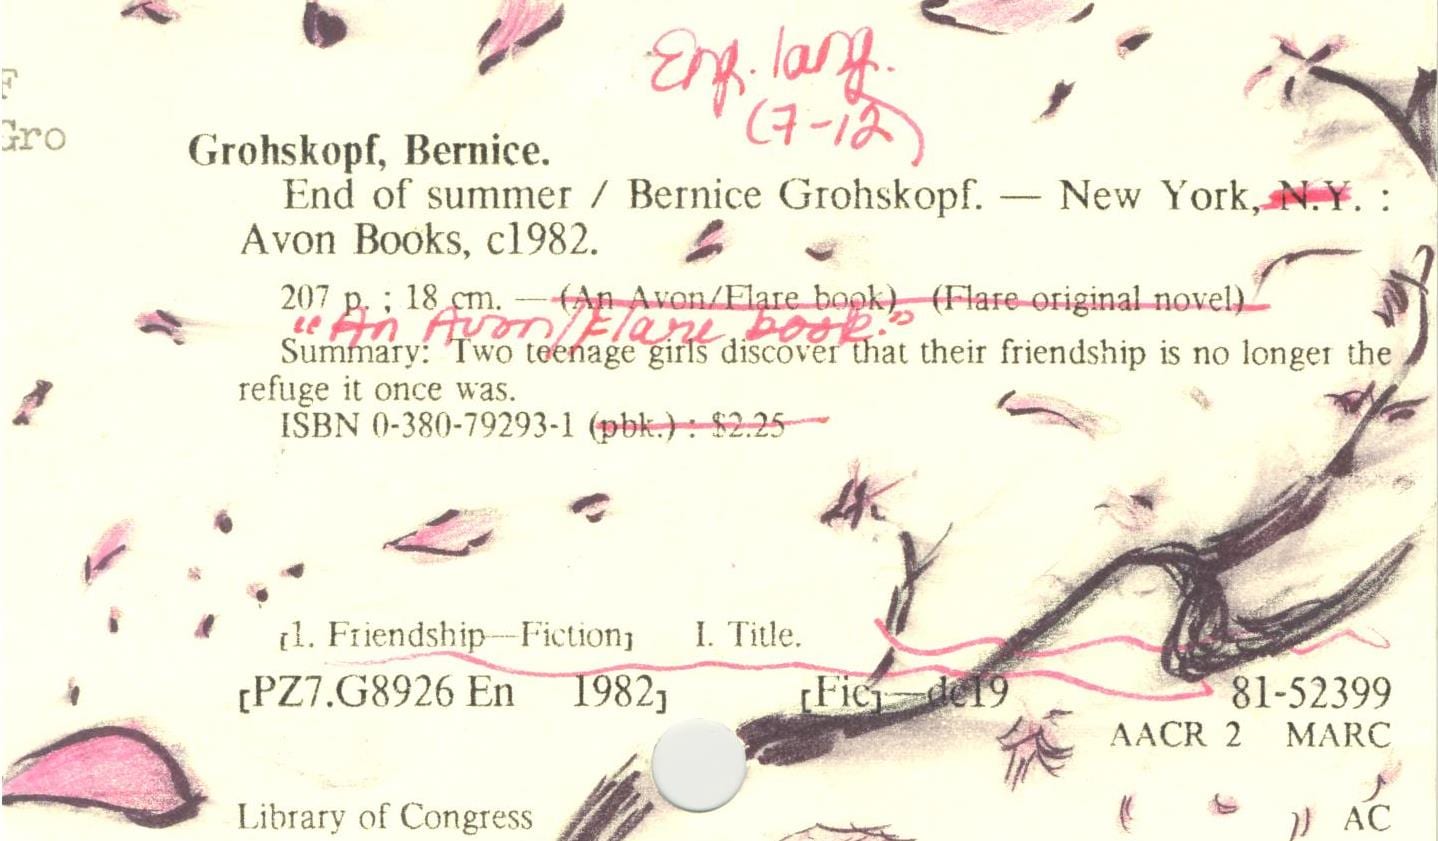 Eng. lang.
(7-12)
F
Gro
Grohskopf, Bernice.
End of summer / Bernice Grohskopf. — New York, N.Y. :
Avon Books, c1982.
207 p. ; 18 cm. — (An Avon/Flare book) (Flare original novel)
"An Avon/Flare book."
Summary: Two teenage girls discover that their friendship is no longer the
refuge it once was.
ISBN 0-380-79293-1 (pbk.) : $2.25
[1. Friendship—Fiction] I. Title.
[PZ7.G8926 En 1982] [Fic]—dc19 81-52399
AACR 2 MARC
Library of Congress AC